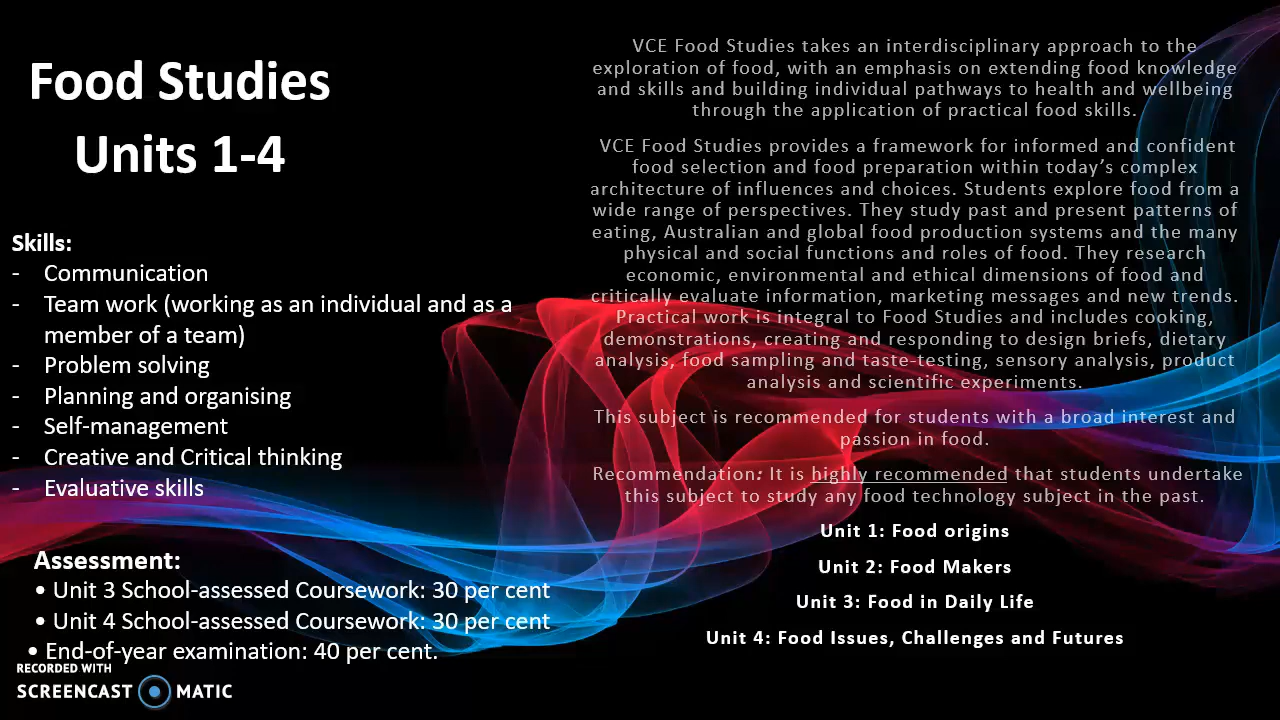 Food Studies
Units 1-4
Skills:
- Communication
- Team work (working as an individual and as a
member of a team)
- Problem solving
- Planning and organising
- Self-management
- Creative and Critical thinking
- Evaluative skills
Assessment:
• Unit 3 School-assessed Coursework: 30 per cent
• Unit 4 School-assessed Coursework: 30 per cent
• End-of-year examination: 40 per cent.
RECORDED WITH
SCREENCAST MATIC
VCE Food Studies takes an interdisciplinary approach to the
exploration of food, with an emphasis on extending food knowledge
and skills and building individual pathways to health and wellbeing
through the application of practical food skills.
VCE Food Studies provides a framework for informed and confident
food selection and food preparation within today’s complex
architecture of influences and choices. Students explore food from a
wide range of perspectives. They study past and present patterns of
eating, Australian and global food production systems and the many
physical and social functions and roles of food. They research
economic, environmental and ethical dimensions of food and
critically evaluate information, marketing messages and new trends.
Practical work is integral to Food Studies and includes cooking,
demonstrations, creating and responding to design briefs, dietary
analysis, food sampling and taste-testing, sensory analysis, product
analysis and scientific experiments.
This subject is recommended for students with a broad interest and
passion in food.
Recommendation: It is highly recommended that students undertake
this subject to study any food technology subject in the past.
Unit 1: Food origins
Unit 2: Food Makers
Unit 3: Food in Daily Life
Unit 4: Food Issues, Challenges and Futures